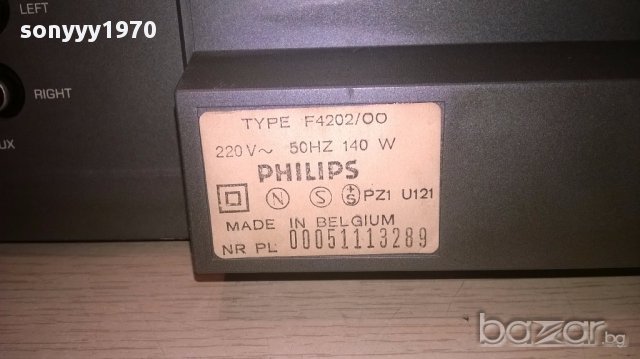 LEFT
sonyyy1970
RIGHT
UX
TYPE F4202/00
220V~ 50HZ 140 W
PHILIPS
N S +S PZ1 U121
MADE IN BELGIUM
NR PL 00051113289
bazar.bg